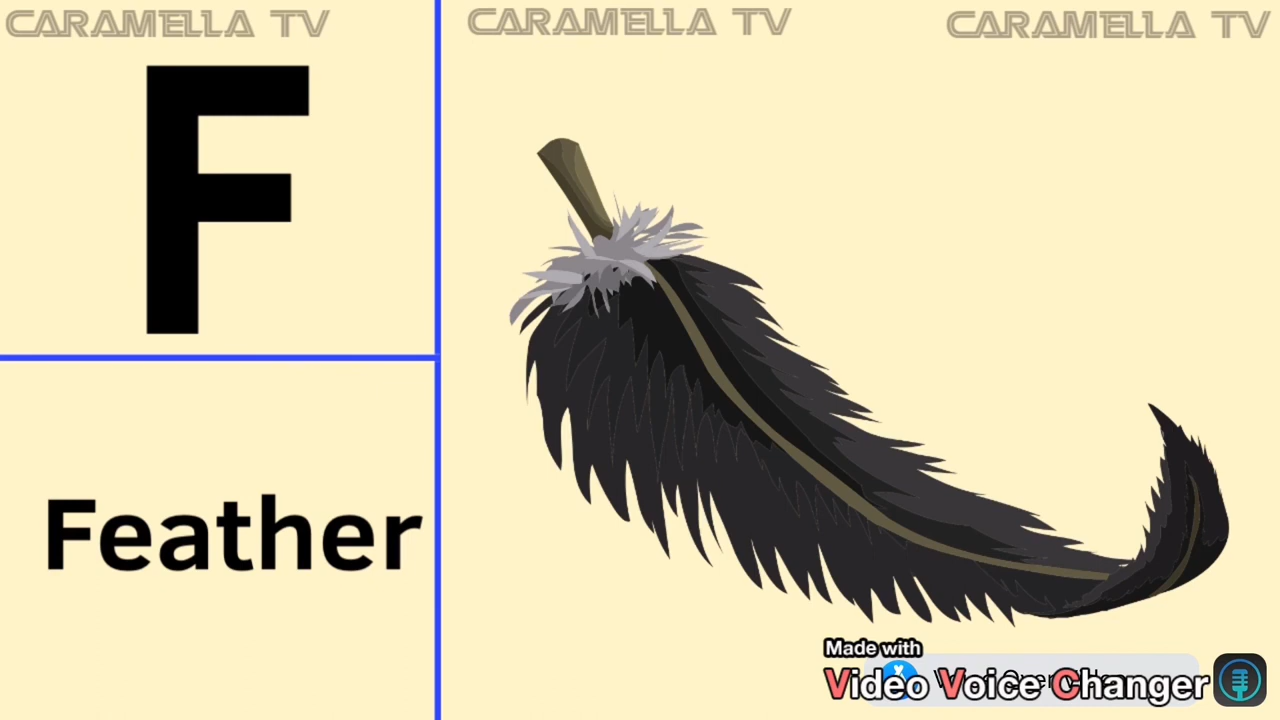 CARAMELLA TV
CARAMELLA TV
CARAMELLA TV
F
Feather
Made with
Video Voice Changer